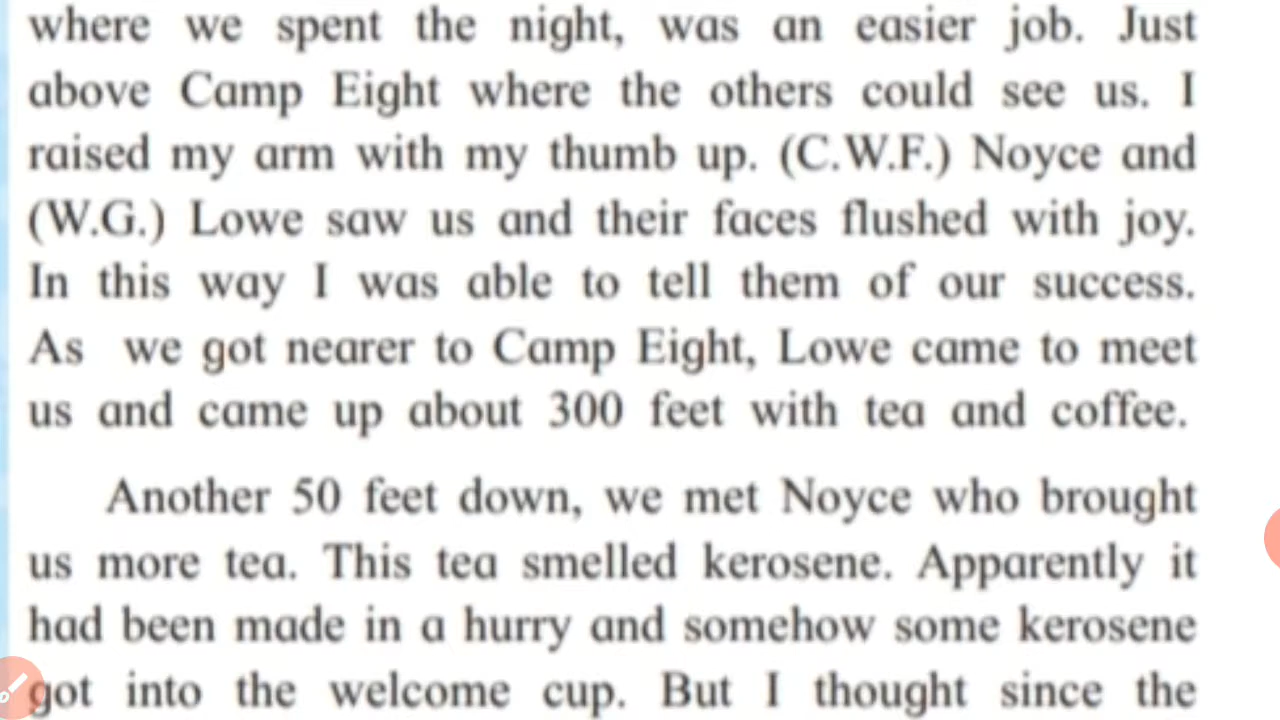 where we spent the night, was an easier job. Just
above Camp Eight where the others could see us. I
raised my arm with my thumb up. (C.W.F.) Noyce and
(W.G.) Lowe saw us and their faces flushed with joy.
In this way I was able to tell them of our success.
As we got nearer to Camp Eight, Lowe came to meet
us and came up about 300 feet with tea and coffee.
Another 50 feet down, we met Noyce who brought
us more tea. This tea smelled kerosene. Apparently it
had been made in a hurry and somehow some kerosene
got into the welcome cup. But I thought since the